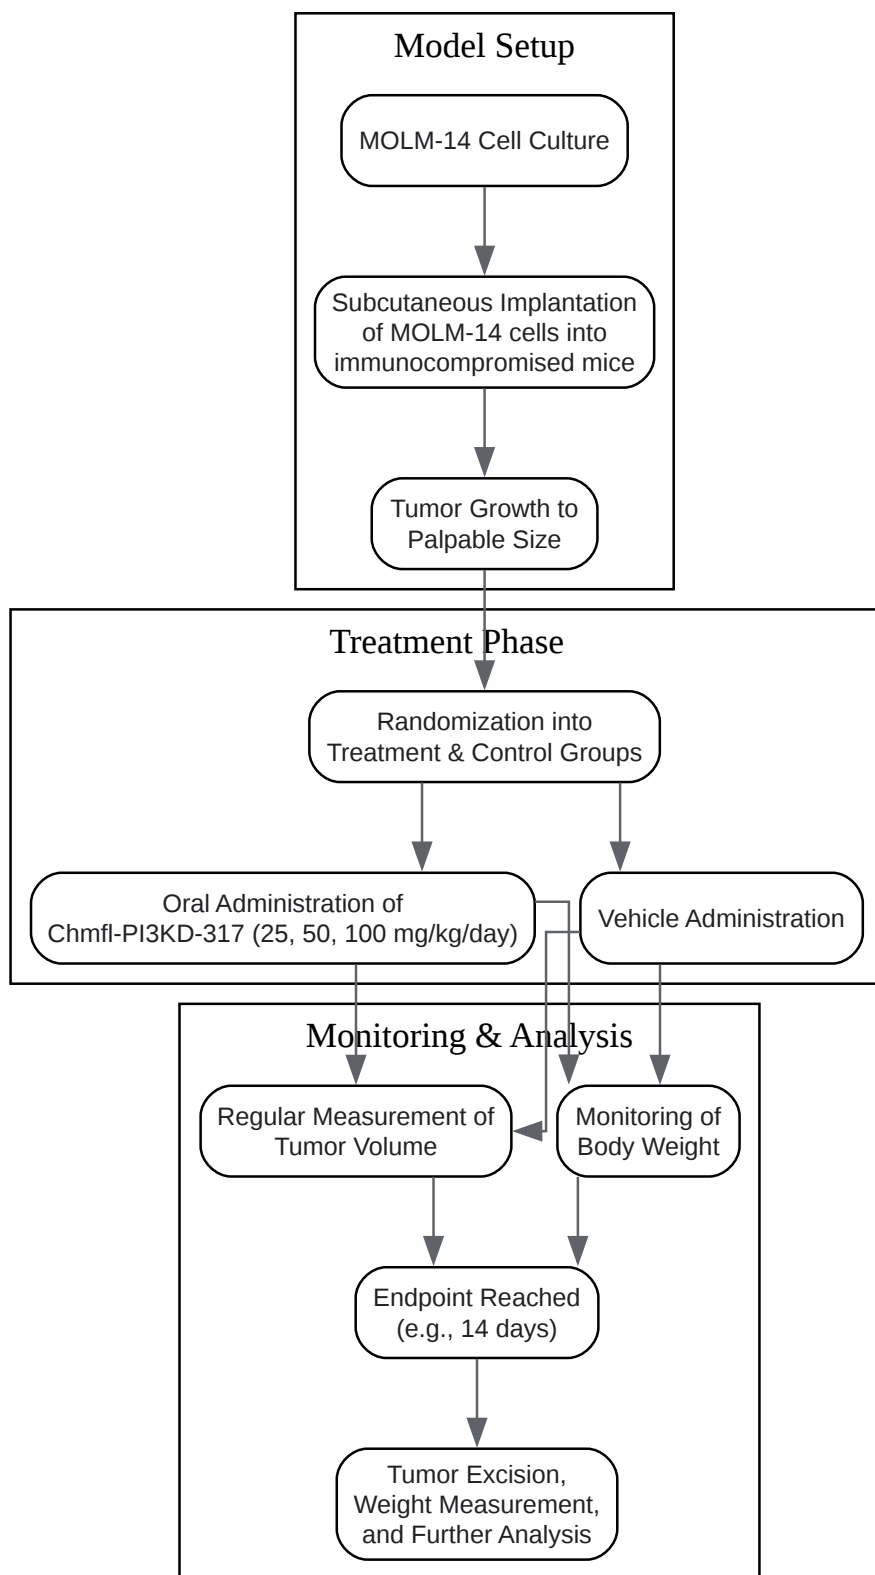 Model Setup
MOLM-14 Cell Culture
Subcutaneous Implantation
of MOLM-14 cells into
immunocompromised mice
Tumor Growth to
Palpable Size
Treatment Phase
Randomization into
Treatment & Control Groups
Oral Administration of
Chmfl-PI3KD-317 (25, 50, 100 mg/kg/day)
Vehicle Administration
Monitoring & Analysis
Regular Measurement of
Tumor Volume
Monitoring of
Body Weight
Endpoint Reached
(e.g., 14 days)
Tumor Excision,
Weight Measurement,
and Further Analysis